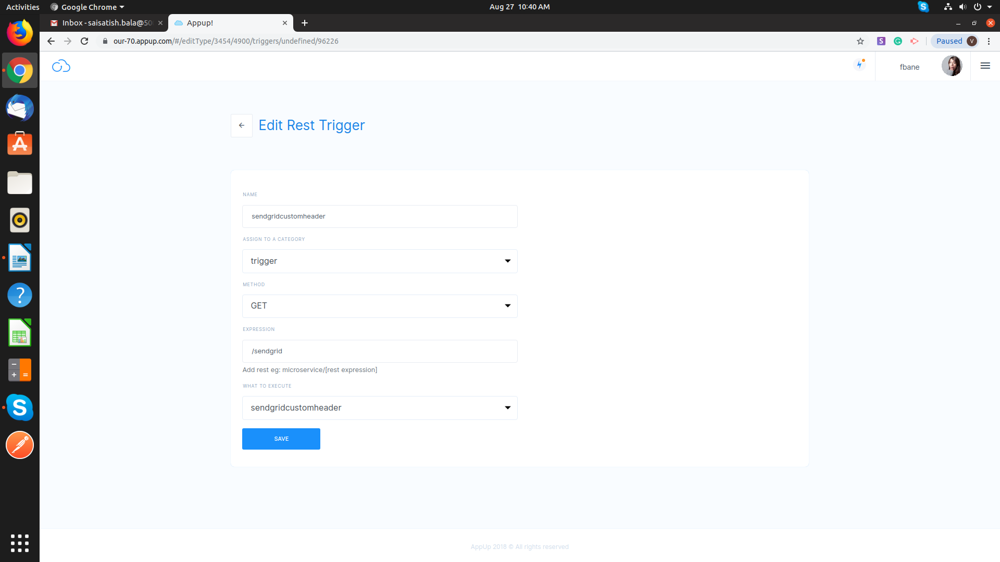 Activities Google Chrome Aug 27 10:40 AM
Inbox - saisatish.bala@50 Appup!
our-70.appup.com/#/editType/3454/4900/triggers/undefined/96226 Paused V
fbane
Edit Rest Trigger
NAME
sendgridcustomheader
ASSIGN TO A CATEGORY
trigger
METHOD
GET
EXPRESSION
/sendgrid
Add rest eg: microservice/[rest expression]
WHAT TO EXECUTE
sendgridcustomheader
SAVE
AppUp 2018 © All rights reserved